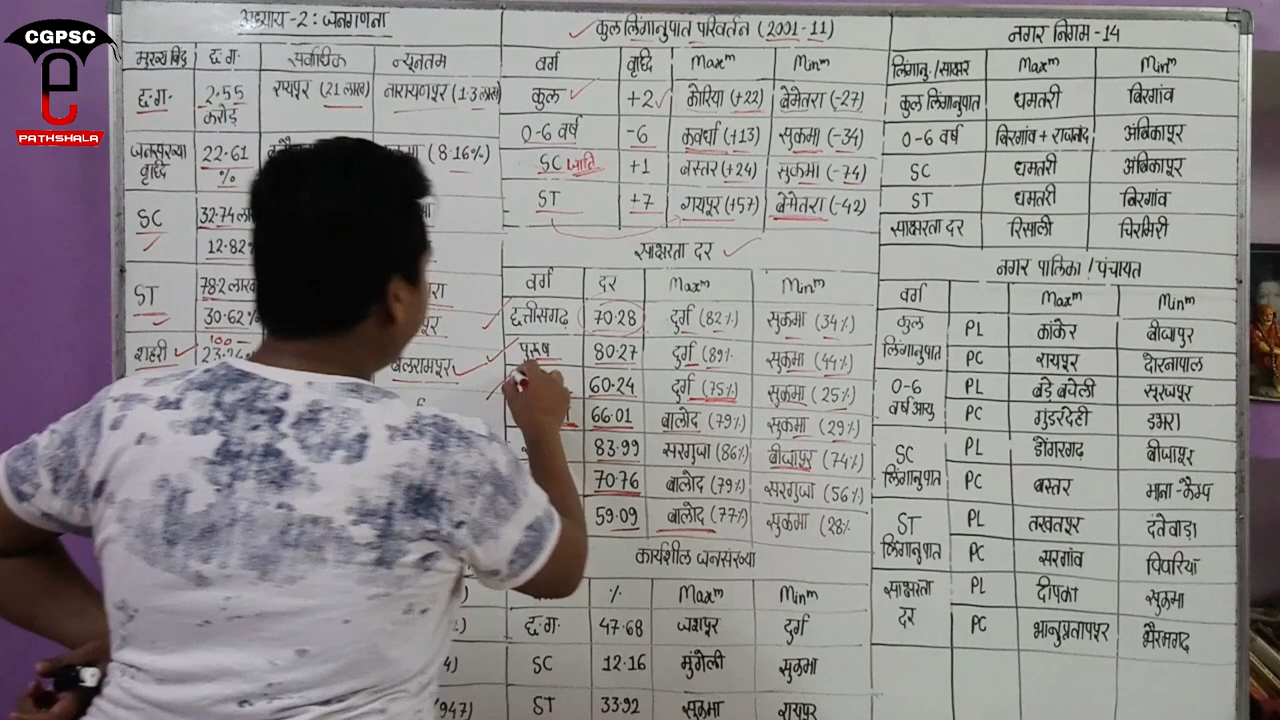 CGPSC
e
PATHSHALA
अध्याय-2: जनगणना
मुख्य बिंदु छ.ग. सर्वाधिक न्यूनतम
छ.ग. 2.55 करोड़ रायपुर (21 लाख) नारायणपुर (1.3 लाख)
जनसंख्या वृद्धि 22.61 % (8.16%)
SC 32.74
12.82
ST 78.2 लाख
30.62
100
शहरी 23.24 बलरामपुर
कुल लिंगानुपात परिवर्तन (2001-11)
वर्ग वृद्धि Maxm Minm
कुल +2 कोरिया (+22) बेमेतरा (-27)
0-6 वर्ष -6 कवर्धा (+13) सुकमा (-34)
SC जाति +1 बस्तर (+24) सुकमा (-74)
ST +7 रायपुर (+57) बेमेतरा (-42)
साक्षरता दर
वर्ग दर Maxm Minm
छत्तीसगढ़ 70.28 दुर्ग (82%) सुकमा (34%)
पुरूष 80.27 दुर्ग (89% सुकमा (44%)
60.24 दुर्ग (75%) सुकमा (25%)
66.01 बालोद (79%) सुकमा (29%)
83.99 सरगुजा (86%) बीजापुर (74%)
70.76 बालोद (79%) सरगुजा (56%)
59.09 बालोद (77%) सुकमा (28%
कार्यशील जनसंख्या
% Maxm Minm
छ.ग. 47.68 जशपुर दुर्ग
SC 12.16 मुंगेली सुकमा
ST 33.92 सुकमा रायपुर
नगर निगम-14
लिंगानु./साक्षर Maxm Minm
कुल लिंगानुपात धमतरी बिरगांव
0-6 वर्ष बिरगांव + राजनांद अंबिकापुर
SC धमतरी अंबिकापुर
ST धमतरी बिरगांव
साक्षरता दर रिसाली चिरमिरी
नगर पालिका / पंचायत
वर्ग Maxm Minm
कुल लिंगानुपात PL कांकेर बीजापुर
PC रायपुर दोरनापाल
0-6 वर्ष आयु PL बड़े बचेली सूरजपुर
PC गुंडरदेही डभरा
SC लिंगानुपात PL डोंगरगढ़ बीजापुर
PC बस्तर माना-कैम्प
ST लिंगानुपात PL तखतपुर दंतेवाड़ा
PC सरगांव पिपरिया
साक्षरता दर PL दीपका सुकमा
PC भानुप्रतापपुर भैरमगढ़